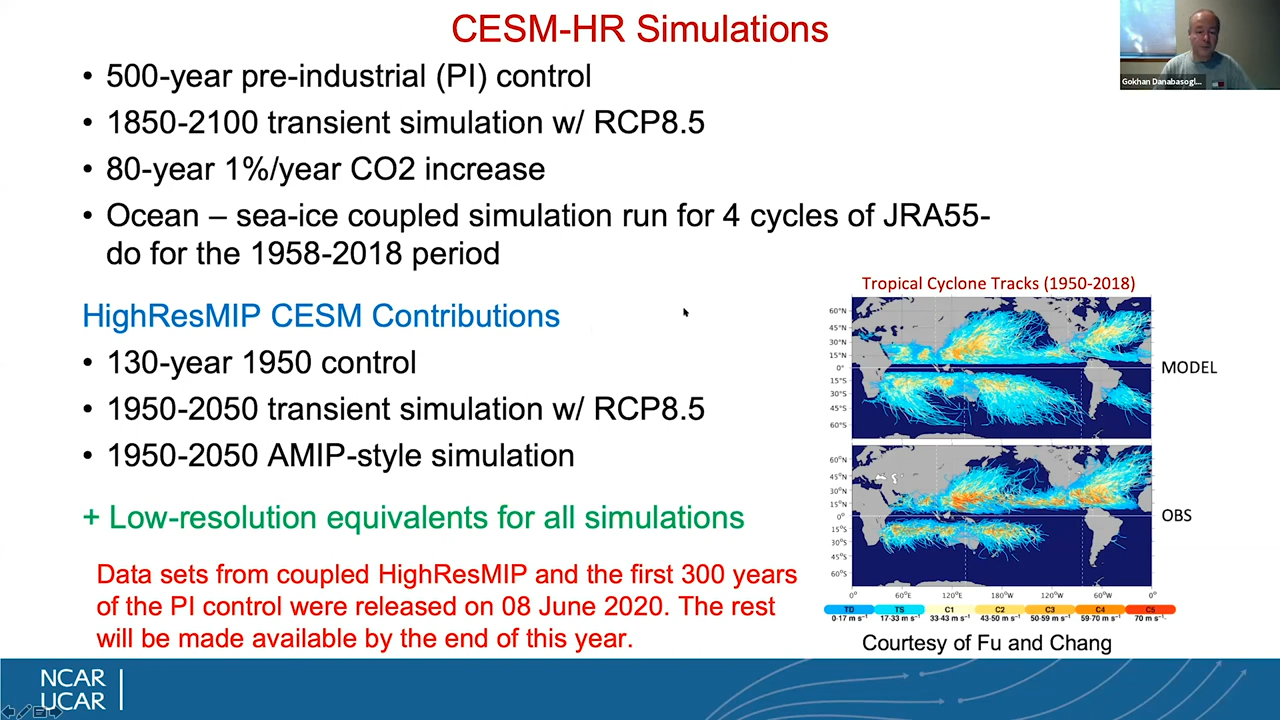 CESM-HR Simulations
Gokhan Danabasogl...
• 500-year pre-industrial (PI) control
• 1850-2100 transient simulation w/ RCP8.5
• 80-year 1%/year CO2 increase
• Ocean – sea-ice coupled simulation run for 4 cycles of JRA55-
do for the 1958-2018 period
HighResMIP CESM Contributions
• 130-year 1950 control
• 1950-2050 transient simulation w/ RCP8.5
• 1950-2050 AMIP-style simulation
+ Low-resolution equivalents for all simulations
Data sets from coupled HighResMIP and the first 300 years
of the PI control were released on 08 June 2020. The rest
will be made available by the end of this year.
Tropical Cyclone Tracks (1950-2018)
60°N
45°N
30°N
15°N
0°
15°S
30°S
45°S
60°S
MODEL
60°N
45°N
30°N
15°N
0°
15°S
30°S
45°S
60°S
OBS
0° 60°E 120°E 180°W 120°W 60°W 0°
TD TS C1 C2 C3 C4 C5
0-17 m s⁻¹ 17-33 m s⁻¹ 33-43 m s⁻¹ 43-50 m s⁻¹ 50-59 m s⁻¹ 59-70 m s⁻¹ 70 m s⁻¹-
Courtesy of Fu and Chang
NCAR
UCAR